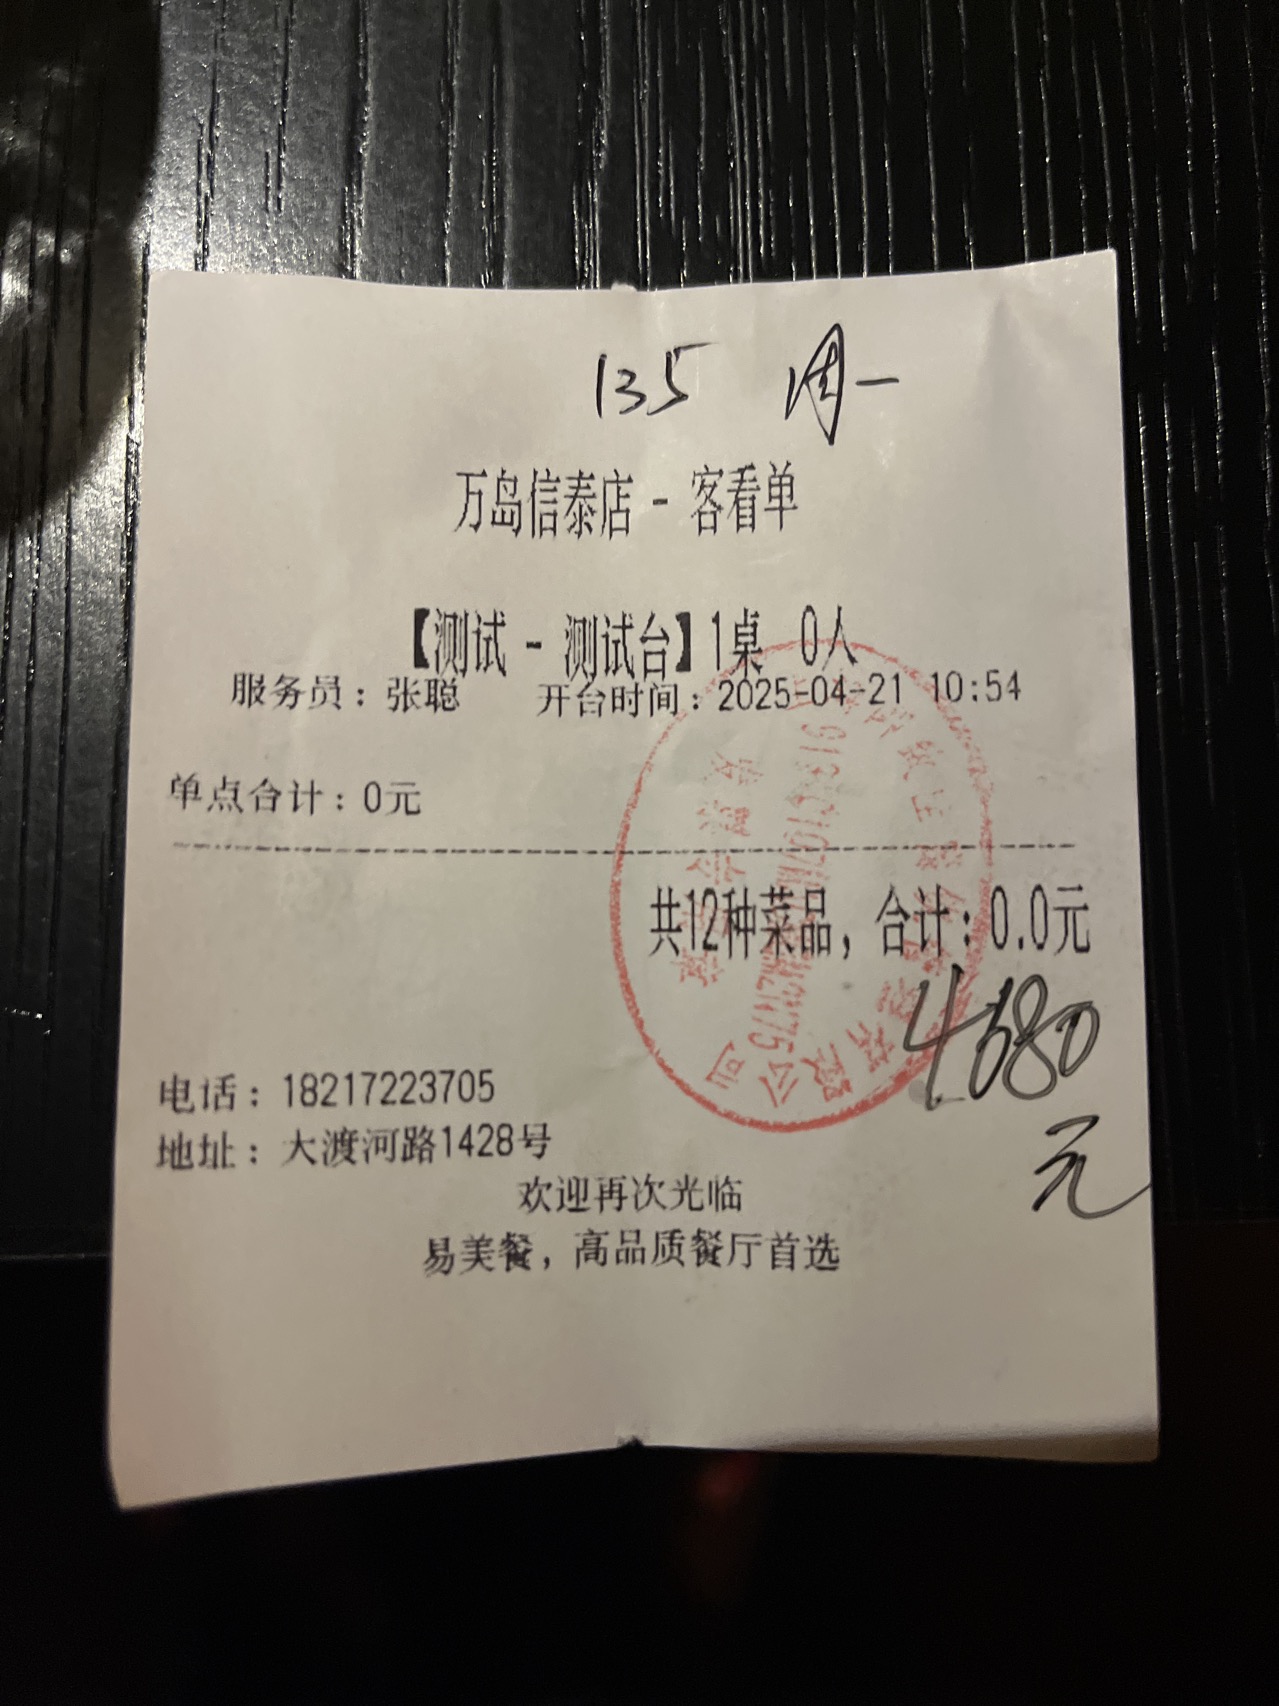 135 周一
万岛信泰店 - 客看单
【测试 - 测试台】1桌 0人
服务员：张聪 开台时间：2025-04-21 10:54
单点合计：0元
共12种菜品，合计：0.0元
4680
元
电话：18217223705
地址：大渡河路1428号
欢迎再次光临
易美餐，高品质餐厅首选